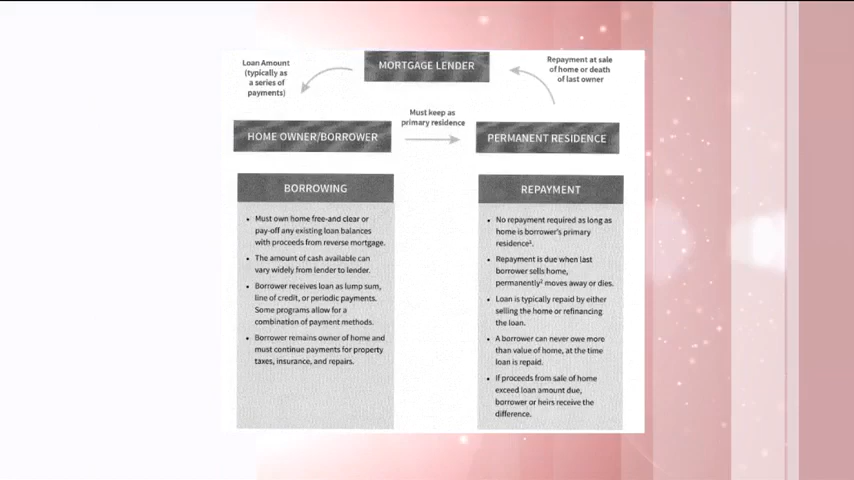 Loan Amount
(typically as
a series of
payments)
MORTGAGE LENDER
Repayment at sale
of home or death
of last owner
Must keep as
primary residence
HOME OWNER/BORROWER
PERMANENT RESIDENCE
BORROWING
• Must own home free-and clear or
pay-off any existing loan balances
with proceeds from reverse mortgage.
• The amount of cash available can
vary widely from lender to lender.
• Borrower receives loan as lump sum,
line of credit, or periodic payments.
Some programs allow for a
combination of payment methods.
• Borrower remains owner of home and
must continue payments for property
taxes, insurance, and repairs.
REPAYMENT
• No repayment required as long as
home is borrower's primary
residence¹.
• Repayment is due when last
borrower sells home,
permanently² moves away or dies.
• Loan is typically repaid by either
selling the home or refinancing
the loan.
• A borrower can never owe more
than value of home, at the time
loan is repaid.
• If proceeds from sale of home
exceed loan amount due,
borrower or heirs receive the
difference.